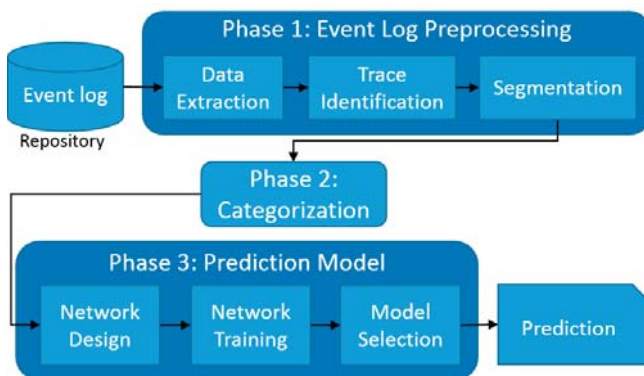 Phase 1: Event Log Preprocessing
Event log
Repository
Data
Extraction
Trace
Identification
Segmentation
Phase 2:
Categorization
Phase 3: Prediction Model
Network
Design
Network
Training
Model
Selection
Prediction